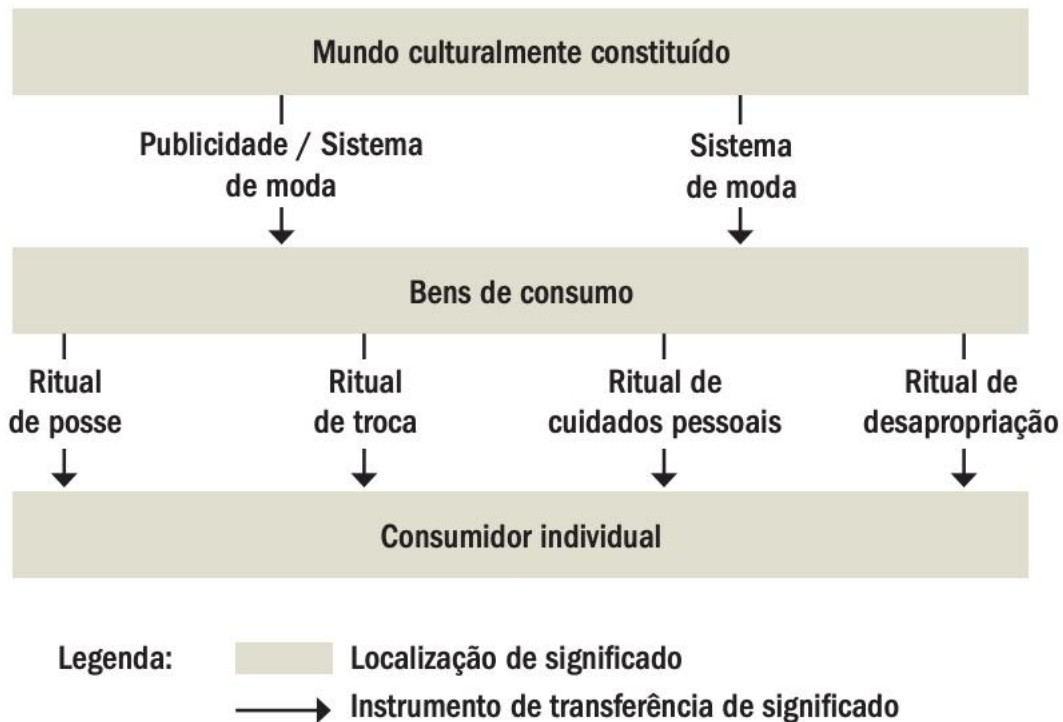 Mundo culturalmente constituído
Publicidade / Sistema
de moda
Sistema
de moda
Bens de consumo
Ritual
de posse
Ritual
de troca
Ritual de
cuidados pessoais
Ritual de
desapropriação
Consumidor individual
Legenda:
Localização de significado
Instrumento de transferência de significado